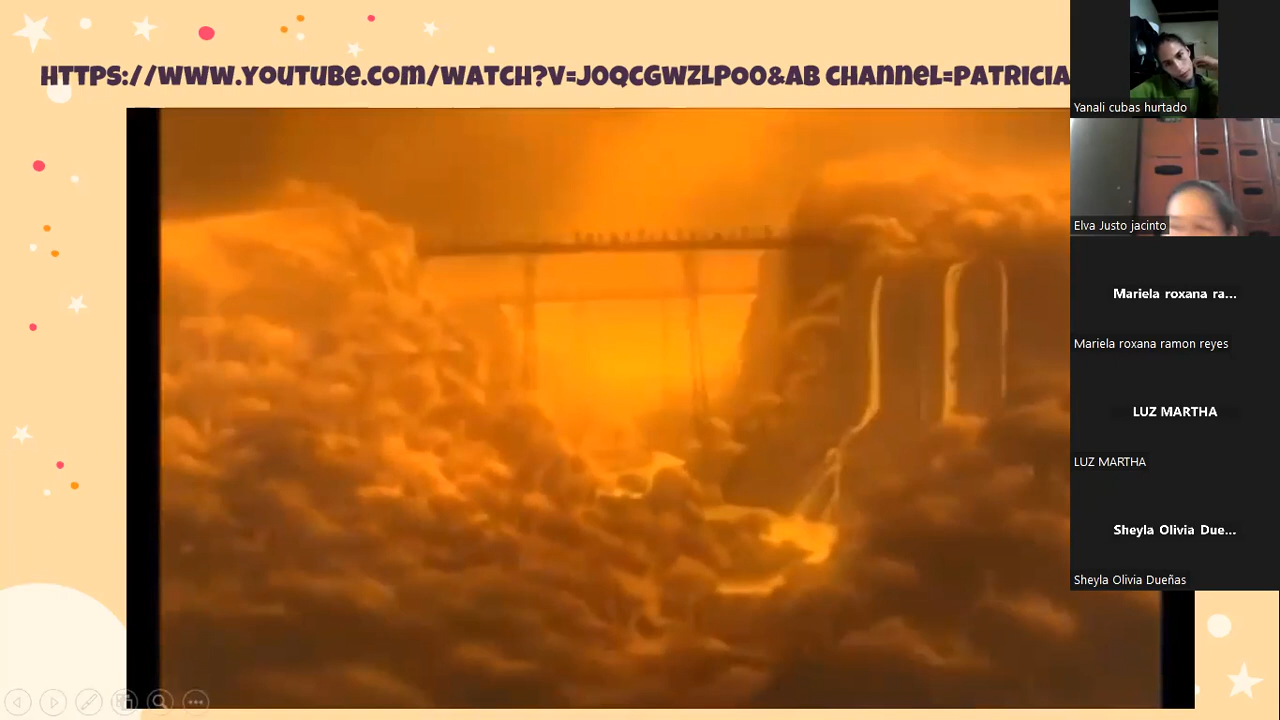 HTTPS://WWW.YOUTUBE.COM/WATCH?V=J0QCGWZLPO0&AB CHANNEL=PATRICIA
Yanali cubas hurtado
Elva Justo jacinto
Mariela roxana ra...
Mariela roxana ramon reyes
LUZ MARTHA
LUZ MARTHA
Sheyla Olivia Due...
Sheyla Olivia Dueñas